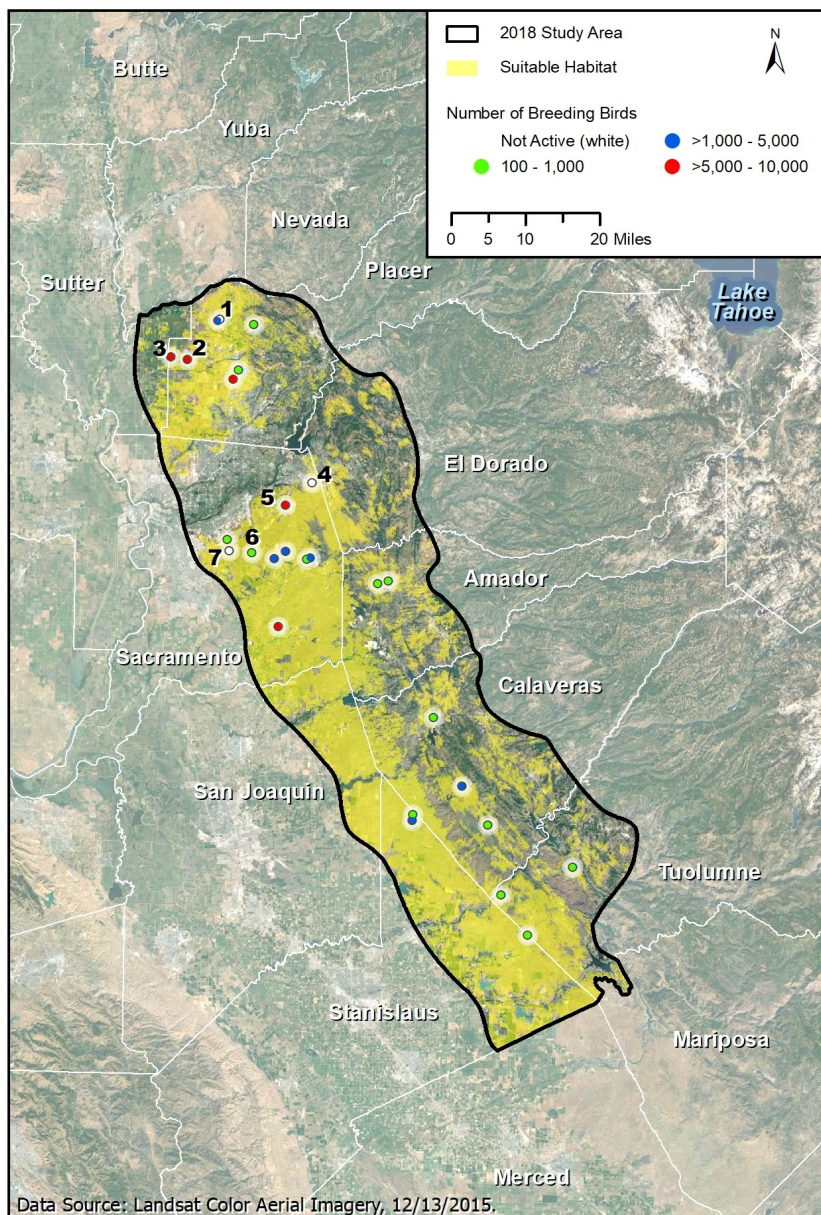 2018 Study Area
Suitable Habitat
N
Number of Breeding Birds
Not Active (white)
>1,000 - 5,000
100 - 1,000
>5,000 - 10,000
0 5 10 20 Miles
Butte
Yuba
Nevada
Sutter
Placer
Lake
Tahoe
1
3 2
El Dorado
4
5
6
7
Amador
Sacramento
Calaveras
San Joaquin
Tuolumne
Stanislaus
Mariposa
Merced
Data Source: Landsat Color Aerial Imagery, 12/13/2015.